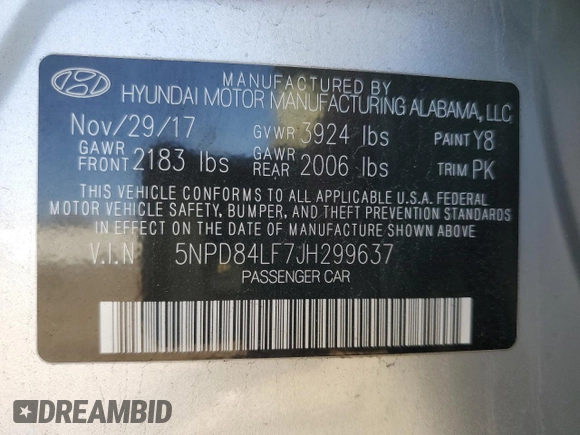 MANUFACTURED BY
HYUNDAI MOTOR MANUFACTURING ALABAMA, LLC
Nov/29/17 GVWR 3924 lbs PAINT Y8
GAWR FRONT 2183 lbs GAWR REAR 2006 lbs TRIM PK
THIS VEHICLE CONFORMS TO ALL APPLICABLE U.S.A. FEDERAL
MOTOR VEHICLE SAFETY, BUMPER, AND THEFT PREVENTION STANDARDS
IN EFFECT ON THE DATE OF MANUFACTURE SHOWN ABOVE.
V.I.N 5NPD84LF7JH299637
PASSENGER CAR
DREAMBID